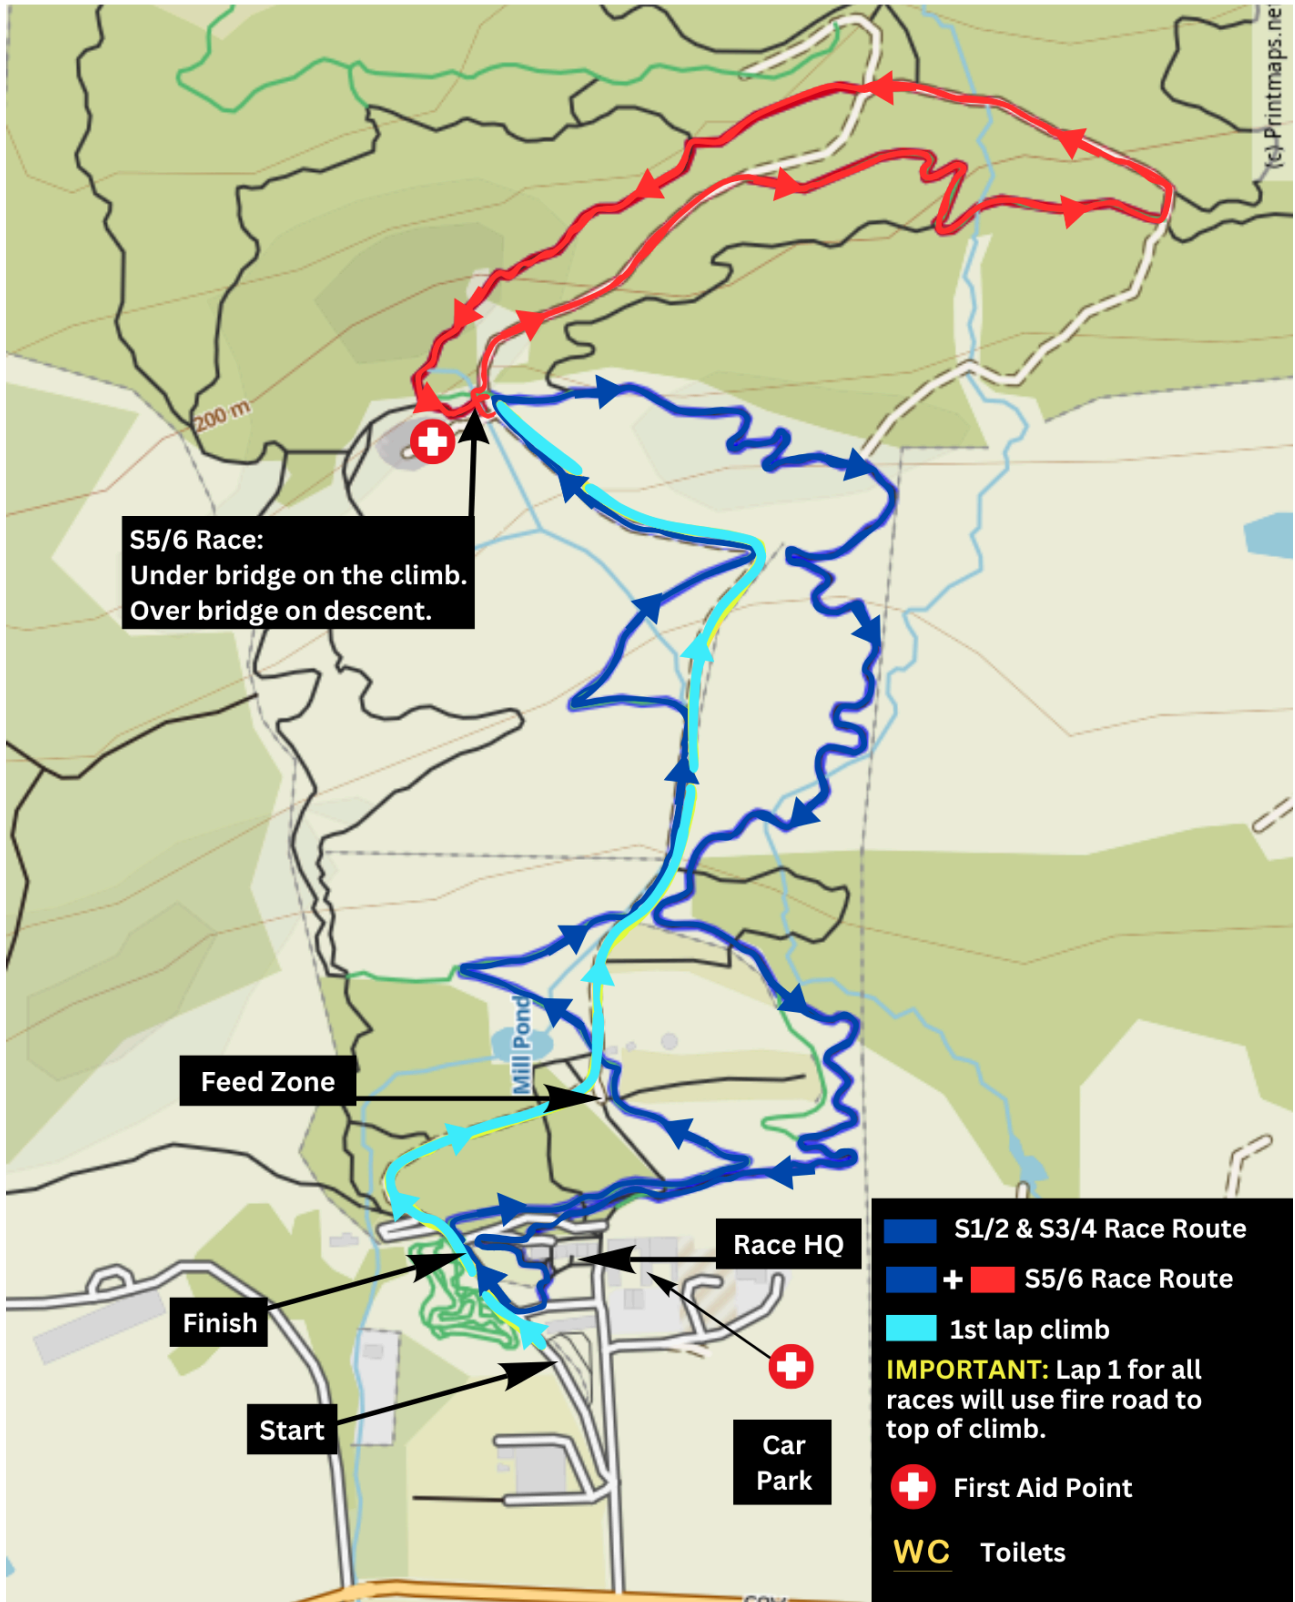 (c) Printmaps.net
200 m
S5/6 Race:
Under bridge on the climb.
Over bridge on descent.
Mill Pond
Feed Zone
Race HQ
Finish
Start
Car
Park
S1/2 & S3/4 Race Route
+ S5/6 Race Route
1st lap climb
IMPORTANT: Lap 1 for all
races will use fire road to
top of climb.
First Aid Point
WC Toilets